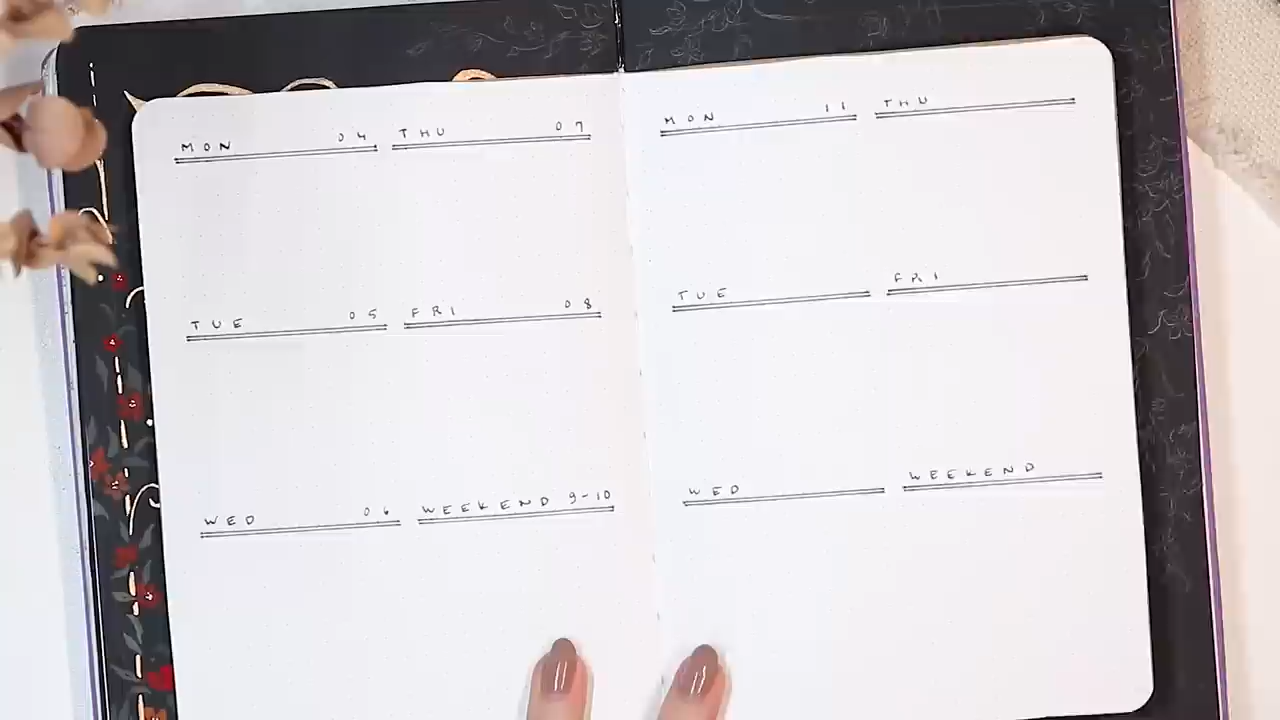 MON 04
THU 07
TUE 05
FRI 08
WED 06
WEEKEND 9-10
MON 11
THU
TUE
FRI
WED
WEEKEND